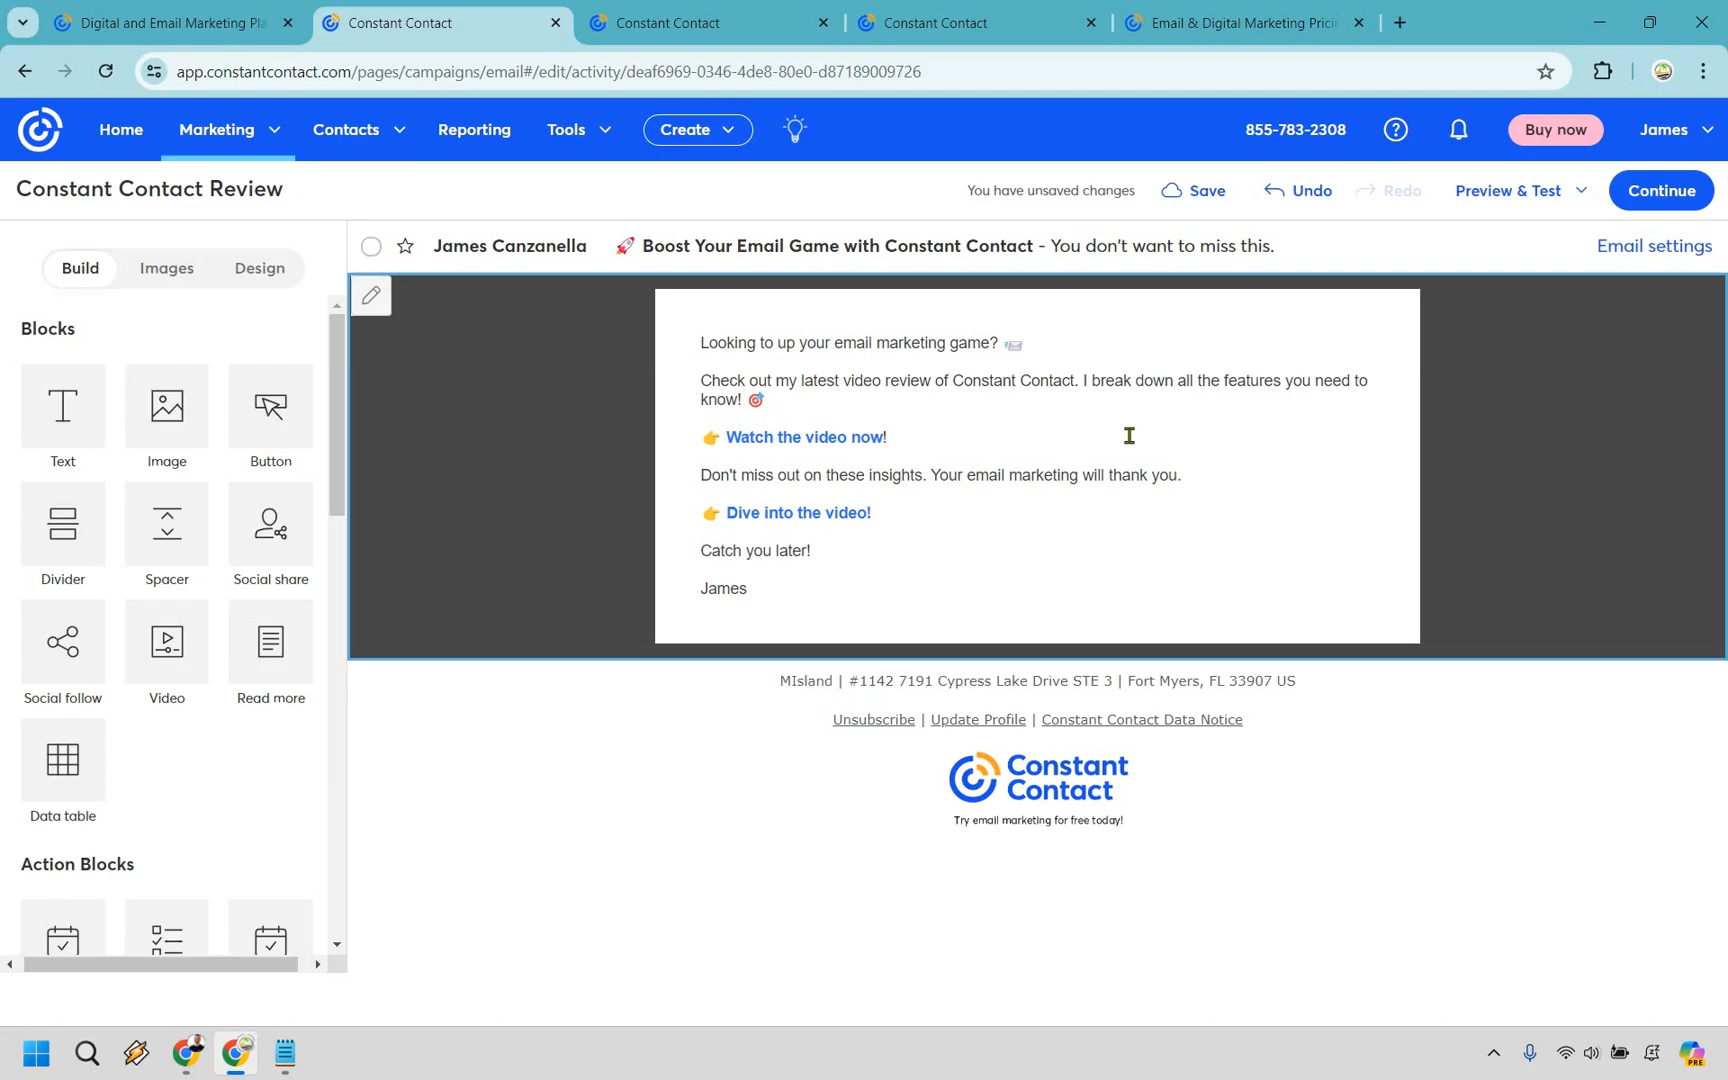 Digital and Email Marketing Pla
Constant Contact
Constant Contact
Constant Contact
Email & Digital Marketing Pricin
app.constantcontact.com/pages/campaigns/email#/edit/activity/deaf6969-0346-4de8-80e0-d87189009726
Home Marketing Contacts Reporting Tools Create 855-783-2308 Buy now James
Constant Contact Review
You have unsaved changes Save Undo Redo Preview & Test Continue
Build Images Design
James Canzanella 🚀 Boost Your Email Game with Constant Contact - You don't want to miss this. Email settings
Blocks
Text Image Button
Divider Spacer Social share
Social follow Video Read more
Data table
Action Blocks
Looking to up your email marketing game? 📨
Check out my latest video review of Constant Contact. I break down all the features you need to
know! 🎯
👉 Watch the video now!
Don't miss out on these insights. Your email marketing will thank you.
👉 Dive into the video!
Catch you later!
James
MIsland | #1142 7191 Cypress Lake Drive STE 3 | Fort Myers, FL 33907 US
Unsubscribe | Update Profile | Constant Contact Data Notice
Constant
Contact
Try email marketing for free today!
PRE